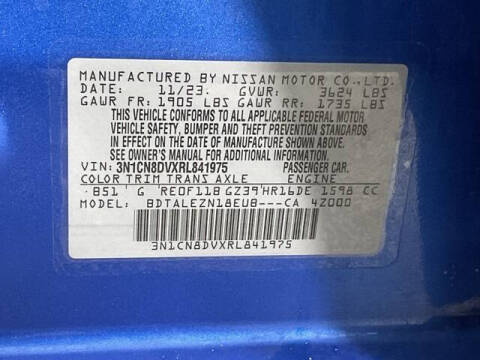 MANUFACTURED BY NISSAN MOTOR CO., LTD.
DATE: 11/23. GVWR: 3624 LBS
GAWR FR: 1905 LBS GAWR RR: 1735 LBS
THIS VEHICLE CONFORMS TO ALL APPLICABLE FEDERAL MOTOR
VEHICLE SAFETY, BUMPER AND THEFT PREVENTION STANDARDS
IN EFFECT ON THE DATE OF MANUFACTURE SHOWN ABOVE.
SEE OWNER'S MANUAL FOR ADDITIONAL INFORMATION
VIN: 3N1CN8DVXRL841975 PASSENGER CAR.
COLOR TRIM TRANS AXLE ENGINE
B51 G RE0F11B GZ39 HR16DE 1598 CC
MODEL: BDTALEZN18EUB---CA 4Z000
3N1CN8DVXRL841975